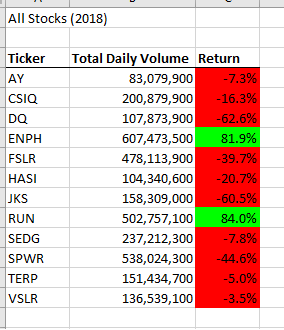 All Stocks (2018)
Ticker Total Daily Volume Return
AY 83,079,900 -7.3%
CSIQ 200,879,900 -16.3%
DQ 107,873,900 -62.6%
ENPH 607,473,500 81.9%
FSLR 478,113,900 -39.7%
HASI 104,340,600 -20.7%
JKS 158,309,000 -60.5%
RUN 502,757,100 84.0%
SEDG 237,212,300 -7.8%
SPWR 538,024,300 -44.6%
TERP 151,434,700 -5.0%
VSLR 136,539,100 -3.5%